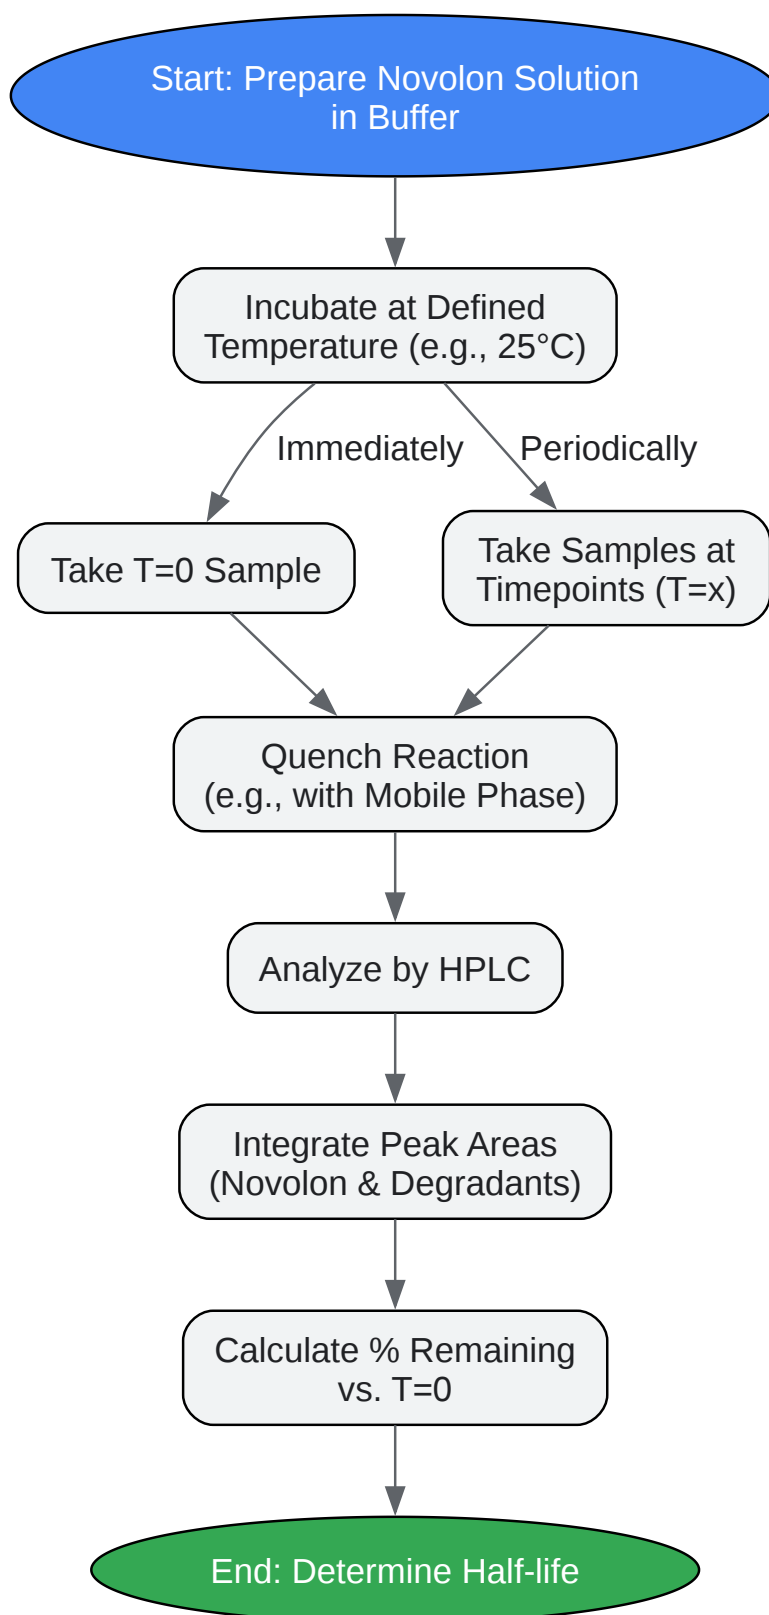 Start: Prepare Novolon Solution
in Buffer
Incubate at Defined
Temperature (e.g., 25°C)
Immediately
Periodically
Take T=0 Sample
Take Samples at
Timepoints (T=x)
Quench Reaction
(e.g., with Mobile Phase)
Analyze by HPLC
Integrate Peak Areas
(Novolon & Degradants)
Calculate % Remaining
vs. T=0
End: Determine Half-life